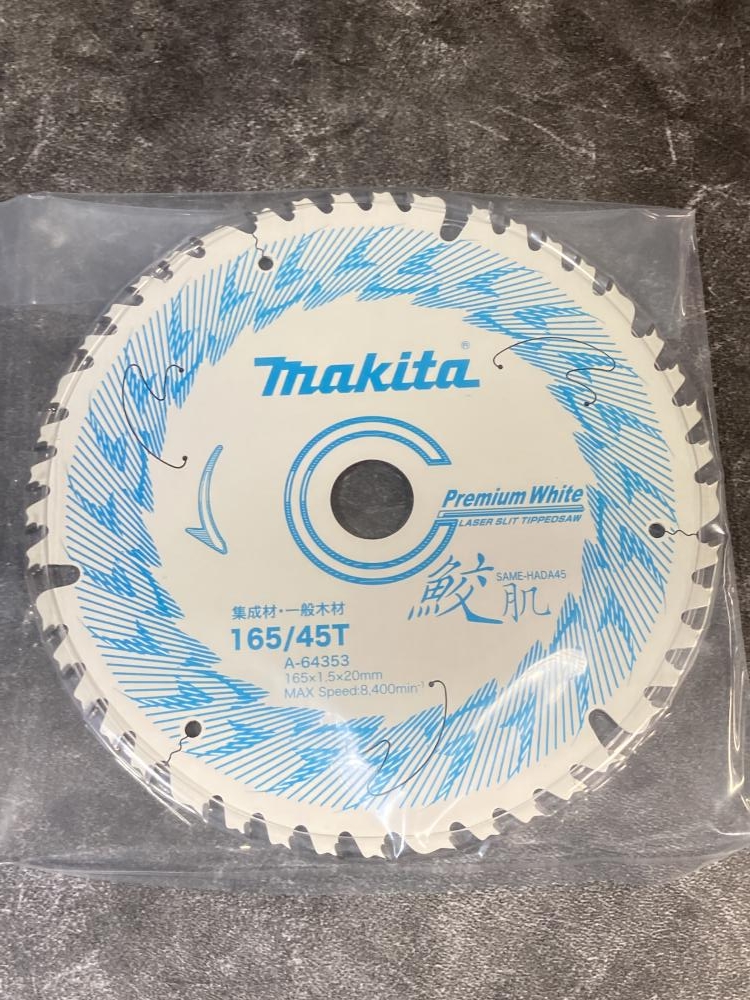 makita®
Premium White
LASER SLIT TIPPEDSAW
鮫肌
SAME-HADA45
集成材・一般木材
165/45T
A-64353
165×1.5×20mm
MAX Speed:8,400min⁻¹